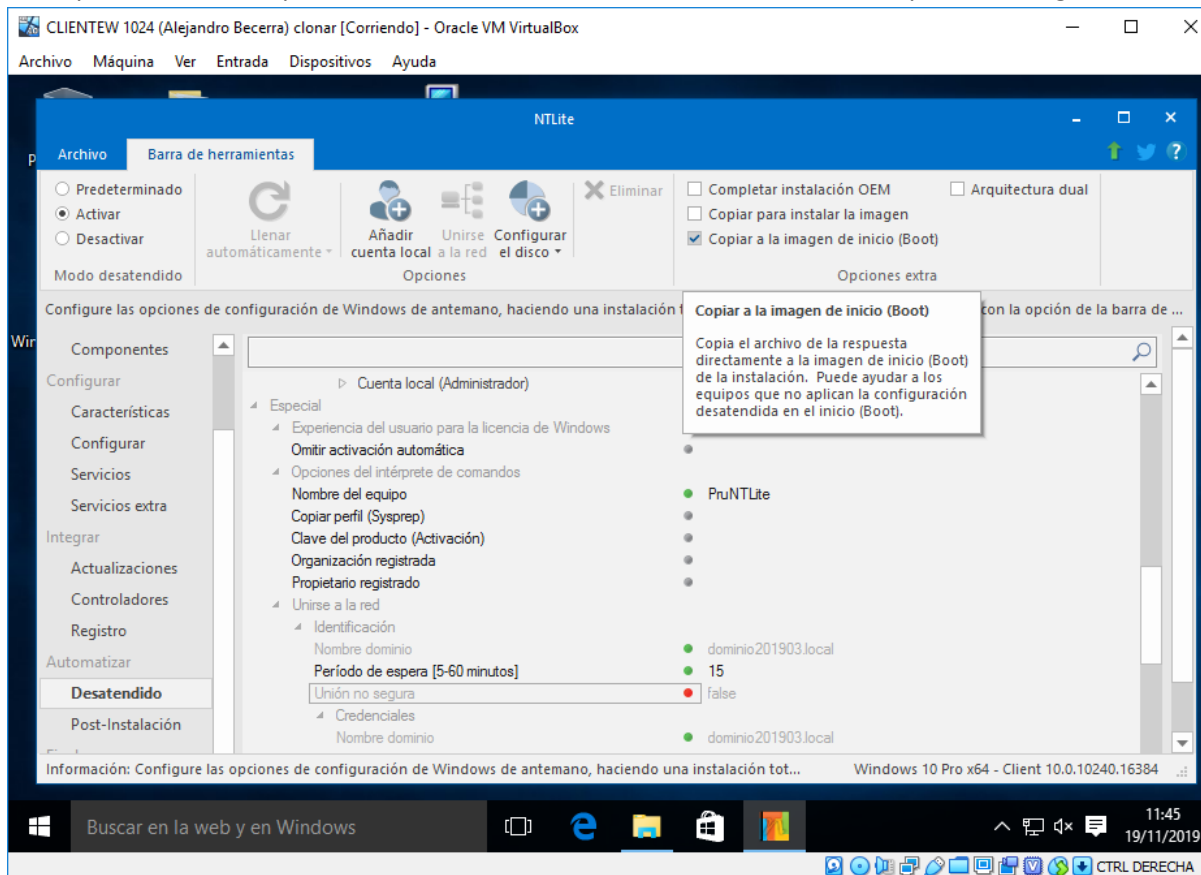 CLIENTEW 1024 (Alejandro Becerra) clonar [Corriendo] - Oracle VM VirtualBox
Archivo Máquina Ver Entrada Dispositivos Ayuda
NTLite
Archivo Barra de herramientas
Predeterminado
Activar
Desactivar
Modo desatendido
Llenar
automáticamente
Añadir
cuenta local
Unirse
a la red
Configurar
el disco
Eliminar
Opciones
Completar instalación OEM
Arquitectura dual
Copiar para instalar la imagen
Copiar a la imagen de inicio (Boot)
Opciones extra
Configure las opciones de configuración de Windows de antemano, haciendo una instalación
con la opción de la barra de ...
Copiar a la imagen de inicio (Boot)
Copia el archivo de la respuesta
directamente a la imagen de inicio (Boot)
de la instalación. Puede ayudar a los
equipos que no aplican la configuración
desatendida en el inicio (Boot).
Componentes
Configurar
Características
Configurar
Servicios
Servicios extra
Integrar
Actualizaciones
Controladores
Registro
Automatizar
Desatendido
Post-Instalación
Cuenta local (Administrador)
Especial
Experiencia del usuario para la licencia de Windows
Omitir activación automática
Opciones del intérprete de comandos
Nombre del equipo PruNTLite
Copiar perfil (Sysprep)
Clave del producto (Activación)
Organización registrada
Propietario registrado
Unirse a la red
Identificación
Nombre dominio dominio201903.local
Período de espera [5-60 minutos] 15
Unión no segura false
Credenciales
Nombre dominio dominio201903.local
Información: Configure las opciones de configuración de Windows de antemano, haciendo una instalación tot... Windows 10 Pro x64 - Client 10.0.10240.16384
Buscar en la web y en Windows
11:45
19/11/2019
CTRL DERECHA